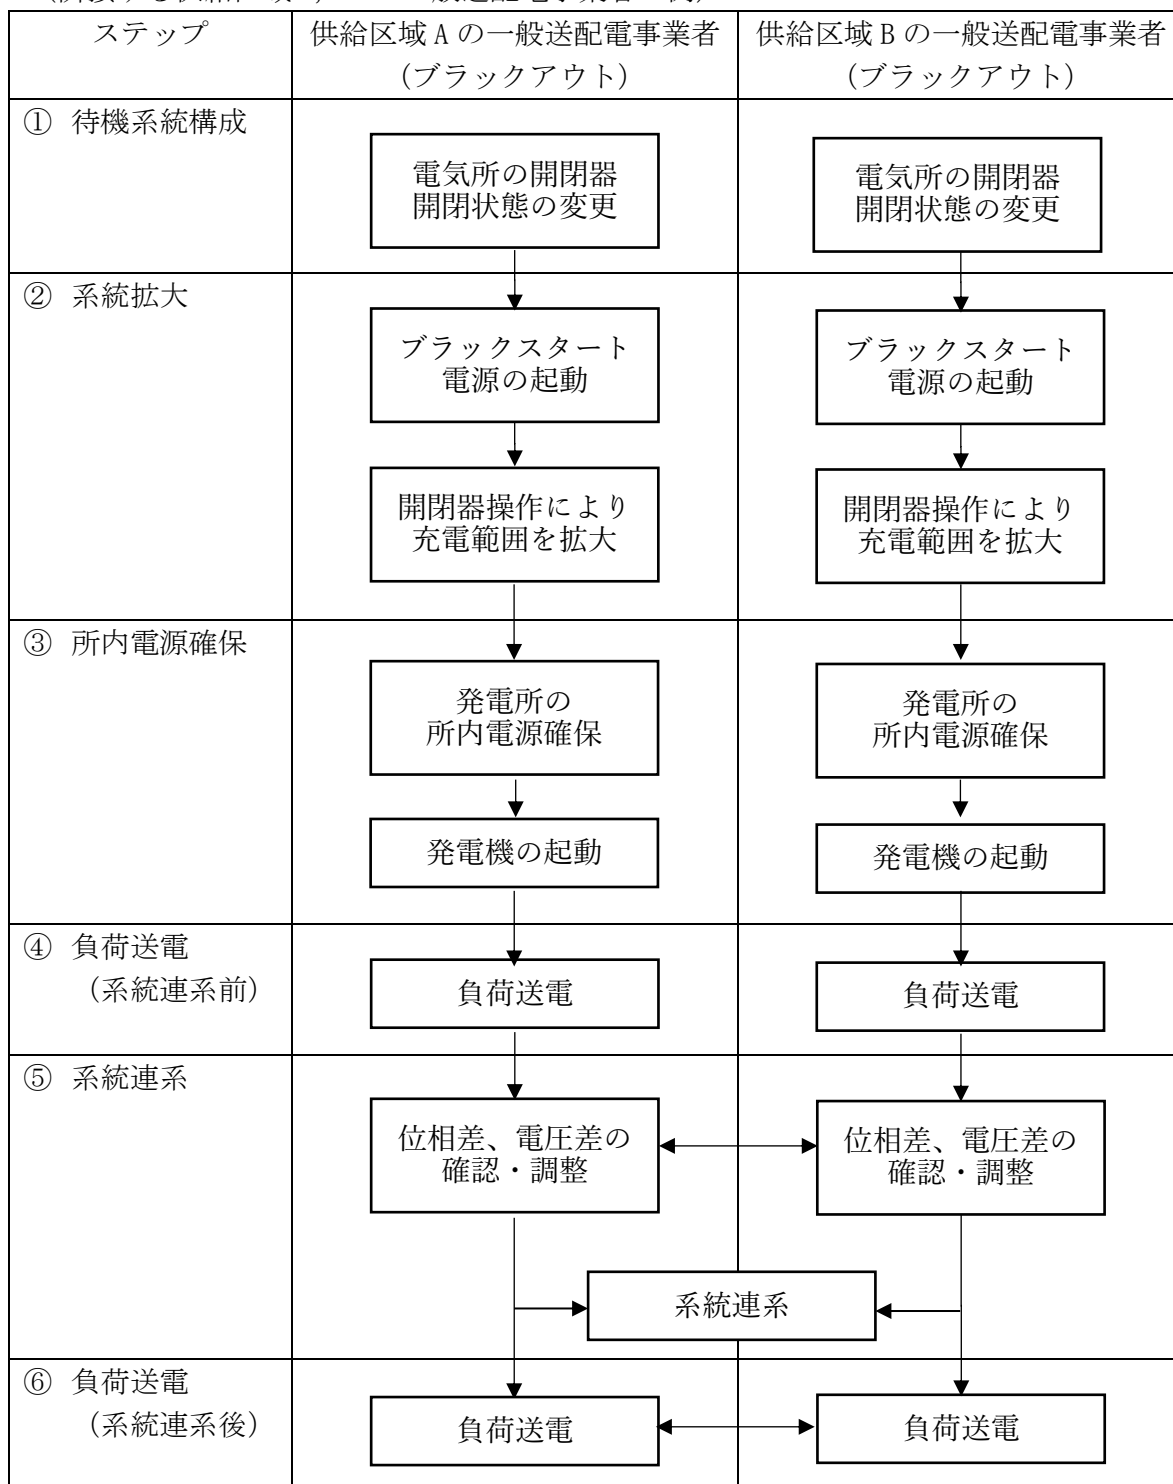 ステップ
供給区域 A の一般送配電事業者
(ブラックアウト)
供給区域 B の一般送配電事業者
(ブラックアウト)
① 待機系統構成
電気所の開閉器
開閉状態の変更
電気所の開閉器
開閉状態の変更
② 系統拡大
ブラックスタート
電源の起動
ブラックスタート
電源の起動
開閉器操作により
充電範囲を拡大
開閉器操作により
充電範囲を拡大
③ 所内電源確保
発電所の
所内電源確保
発電所の
所内電源確保
発電機の起動
発電機の起動
④ 負荷送電
(系統連系前)
負荷送電
負荷送電
⑤ 系統連系
位相差、電圧差の
確認・調整
位相差、電圧差の
確認・調整
系統連系
⑥ 負荷送電
(系統連系後)
負荷送電
負荷送電